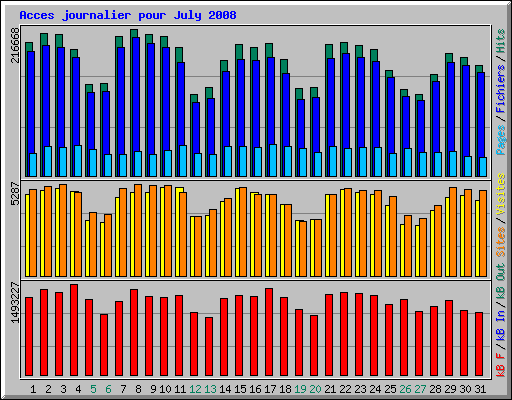 Acces journalier pour July 2008
216668
5287
1493227
Pages / Fichiers / Hits
Sites / Visites
kB F / kB In / kB Out
1 2 3 4 5 6 7 8 9 10 11 12 13 14 15 16 17 18 19 20 21 22 23 24 25 26 27 28 29 30 31